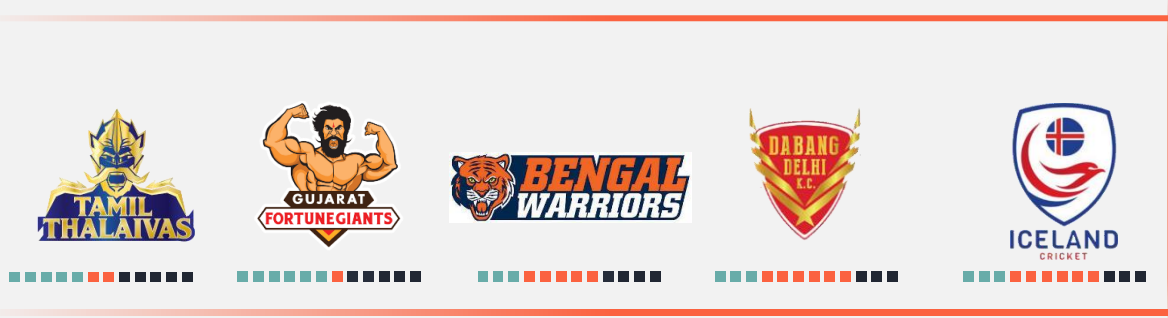 TAMIL
THALAIVAS
GUJARAT
FORTUNEGIANTS
BENGAL
WARRIORS
DABANG
DELHI
K.C.
ICELAND
CRICKET